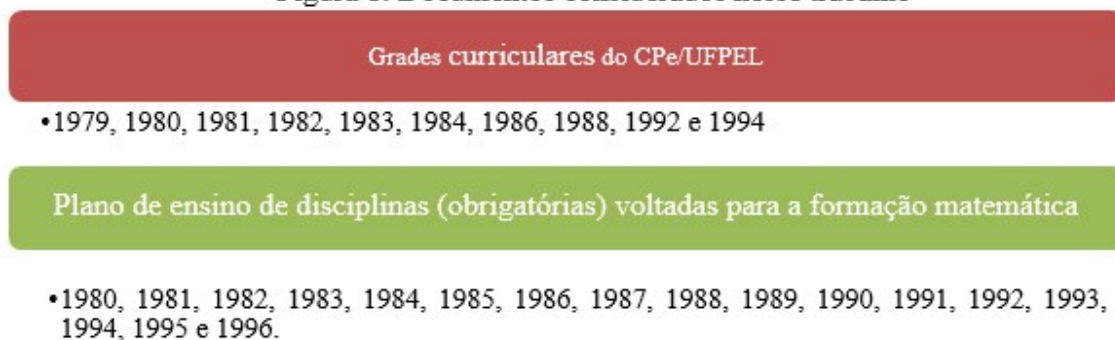 Grades curriculares do CPe/UFPEL
•1979, 1980, 1981, 1982, 1983, 1984, 1986, 1988, 1992 e 1994
Plano de ensino de disciplinas (obrigatórias) voltadas para a formação matemática
•1980, 1981, 1982, 1983, 1984, 1985, 1986, 1987, 1988, 1989, 1990, 1991, 1992, 1993,
1994, 1995 e 1996.